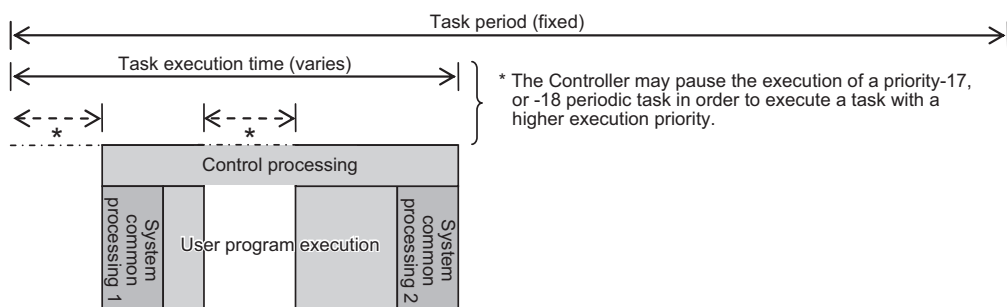 Task period (fixed)
Task execution time (varies)
* The Controller may pause the execution of a priority-17,
or -18 periodic task in order to execute a task with a
higher execution priority.
*
*
Control processing
System
common
processing 1
User program execution
System
common
processing 2